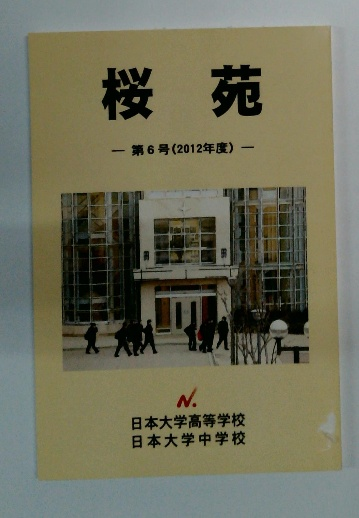 桜苑
― 第6号(2012年度) ―
N.
日本大学高等学校
日本大学中学校